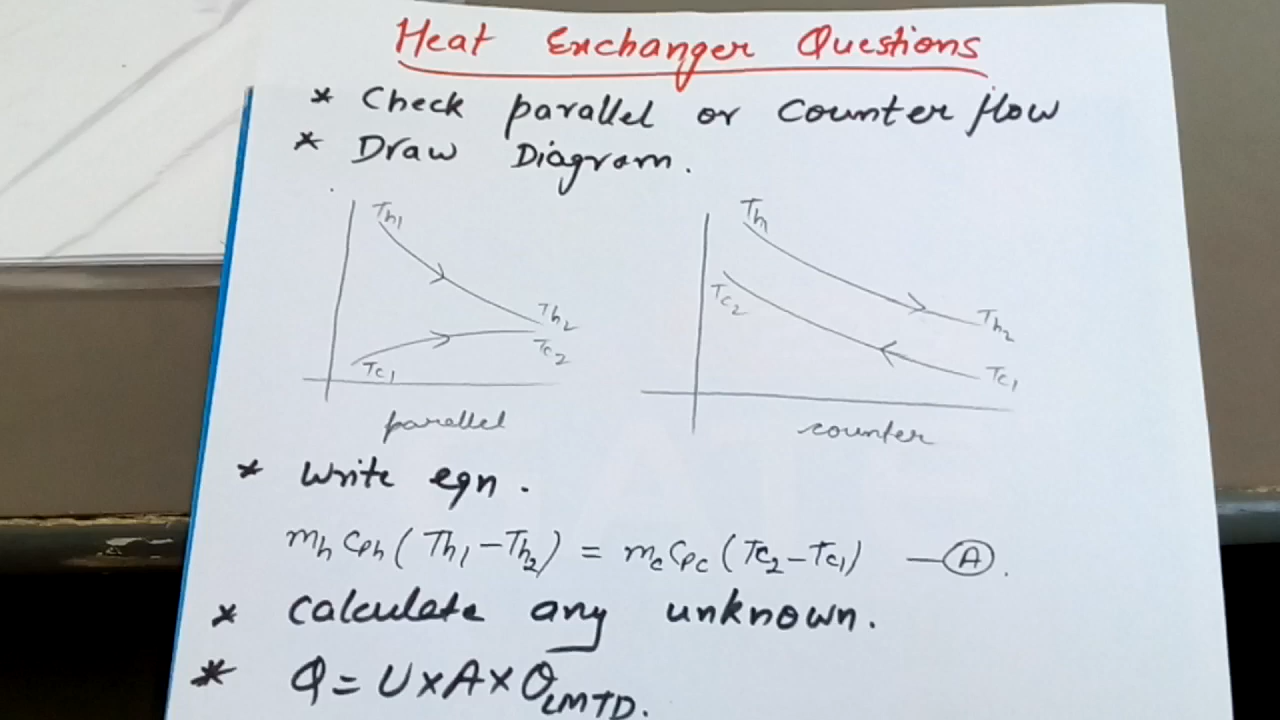 Heat Exchanger Questions
* Check parallel or Counter flow
* Draw Diagram.
Th1
Th2
Tc2
Tc1
parallel
Th
Tc2
Th2
Tc1
counter
* Write eqn.
mh Cph (Th1 - Th2) = mc Cpc (Tc2 - Tc1) — (A).
* Calculate any unknown.
* Q = U × A × θLMTD.